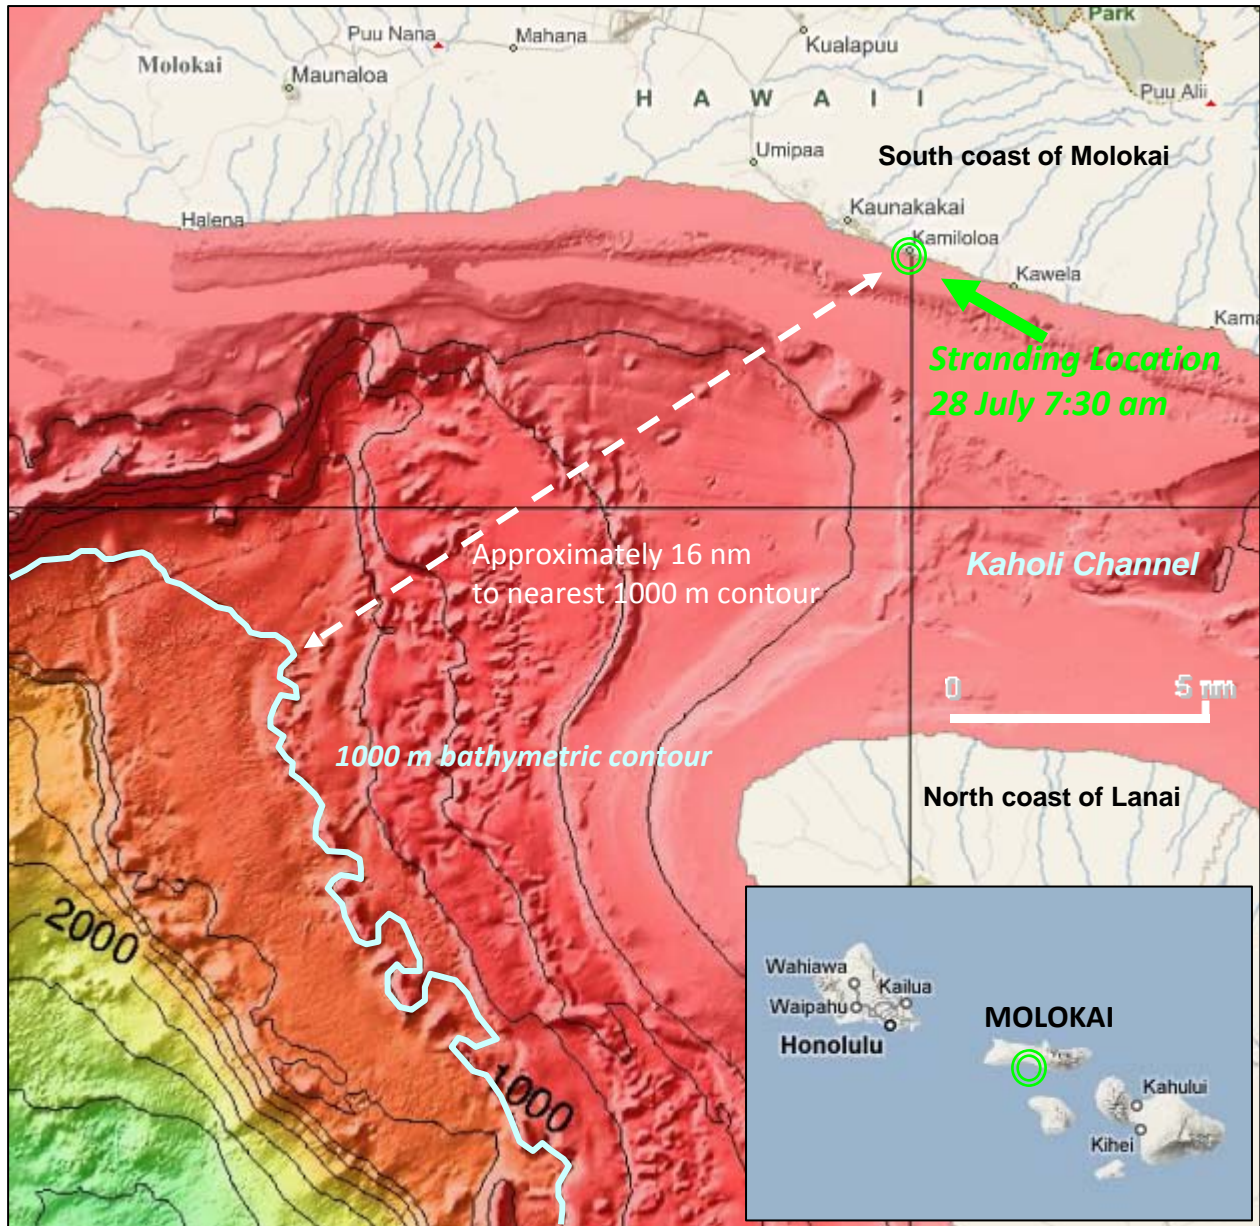 Park
Puu Nana
Mahana
Kualapuu
Molokai
Maunaloa
Puu Alii
H A W A I I
Umipaa
South coast of Molokai
Halena
Kaunakakai
Kamiloloa
Kawela
Kama
Stranding Location
28 July 7:30 am
Approximately 16 nm
to nearest 1000 m contour
Kaholi Channel
0 5 nm
1000 m bathymetric contour
North coast of Lanai
2000
1000
Wahiawa
Kailua
Waipahu
Honolulu
MOLOKAI
Kahului
Kihei